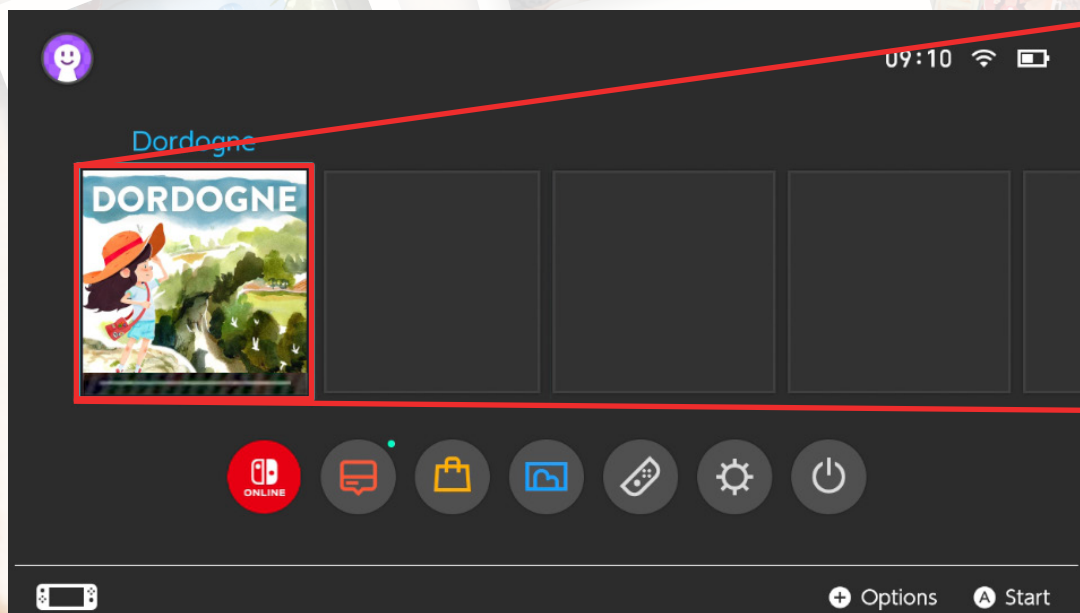 09:10
Dordogne
DORDOGNE
ONLINE
+ Options
A Start